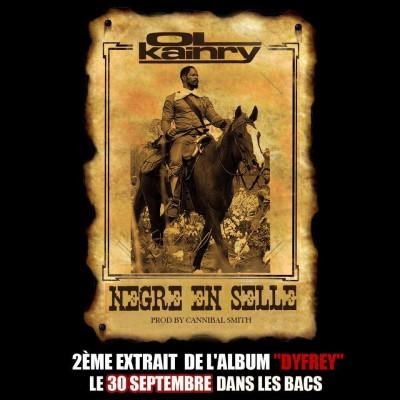 OL
kainry
NEGRE EN SELLE
PROD BY CANNIBAL SMITH
2ÈME EXTRAIT DE L'ALBUM "DYFREY"
LE 30 SEPTEMBRE DANS LES BACS